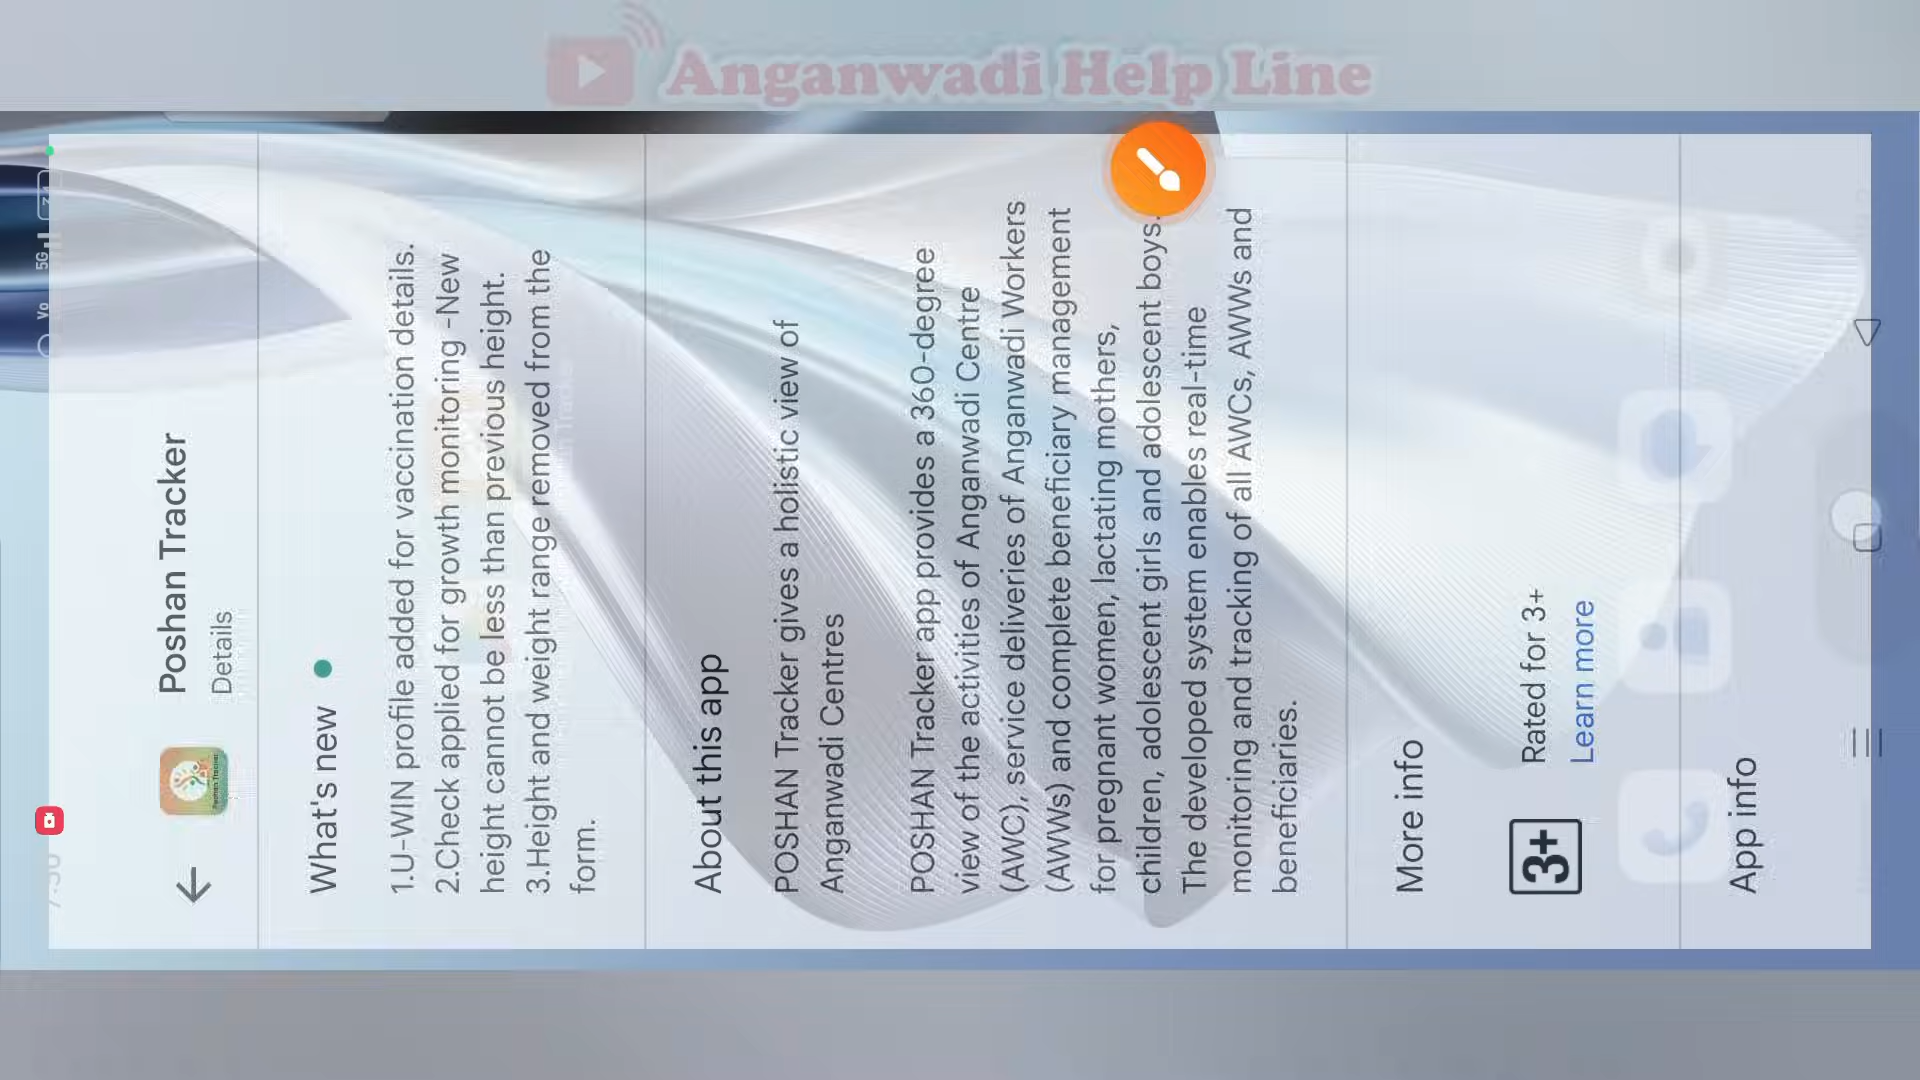 Anganwadi Help Line
Poshan Tracker
Details
What's new
1.U-WIN profile added for vaccination details.
2.Check applied for growth monitoring -New
height cannot be less than previous height.
3.Height and weight range removed from the
form.
About this app
POSHAN Tracker gives a holistic view of
Anganwadi Centres
POSHAN Tracker app provides a 360-degree
view of the activities of Anganwadi Centre
(AWC), service deliveries of Anganwadi Workers
(AWWs) and complete beneficiary management
for pregnant women, lactating mothers,
children, adolescent girls and adolescent boys.
The developed system enables real-time
monitoring and tracking of all AWCs, AWWs and
beneficiaries.
More info
3+
Rated for 3+
Learn more
App info
5G